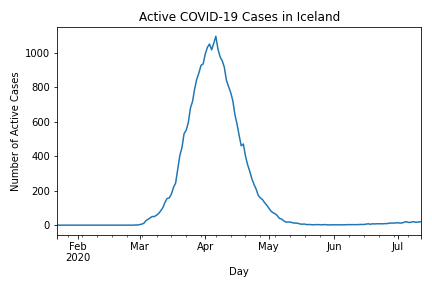 Active COVID-19 Cases in Iceland
Number of Active Cases
1000
800
600
400
200
0
Feb
2020
Mar
Apr
May
Jun
Jul
Day